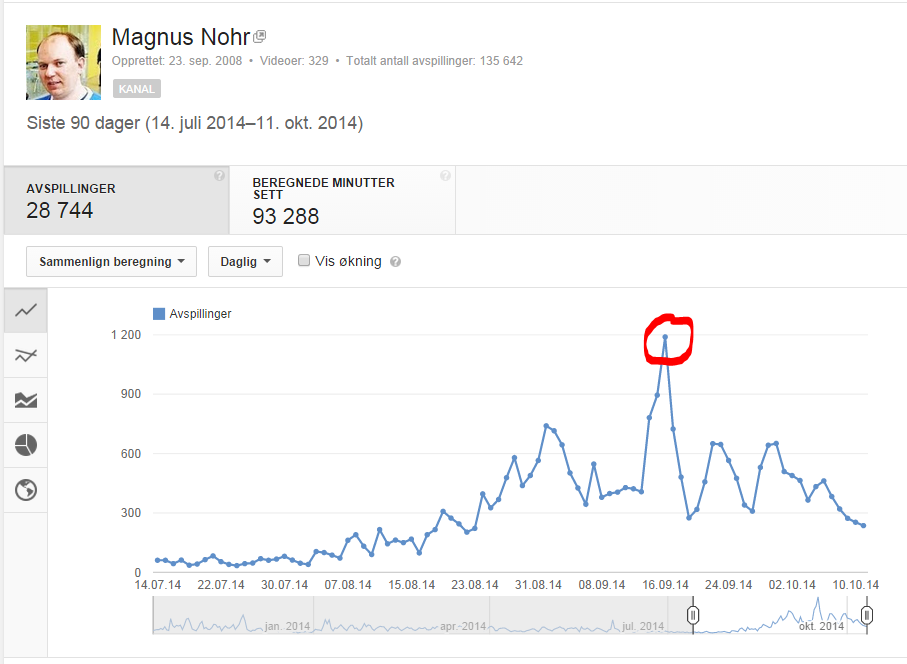 Magnus Nohr
Opprettet: 23. sep. 2008 • Videoer: 329 • Totalt antall avspillinger: 135 642
KANAL
Siste 90 dager (14. juli 2014–11. okt. 2014)
AVSPILLINGER ?
28 744
BEREGNEDE MINUTTER ?
SETT
93 288
Sammenlign beregning
Daglig
Vis økning ?
Avspillinger
1 200
900
600
300
0
14.07.14 22.07.14 30.07.14 07.08.14 15.08.14 23.08.14 31.08.14 08.09.14 16.09.14 24.09.14 02.10.14 10.10.14
jan. 2014 apr. 2014 jul. 2014 okt. 2014